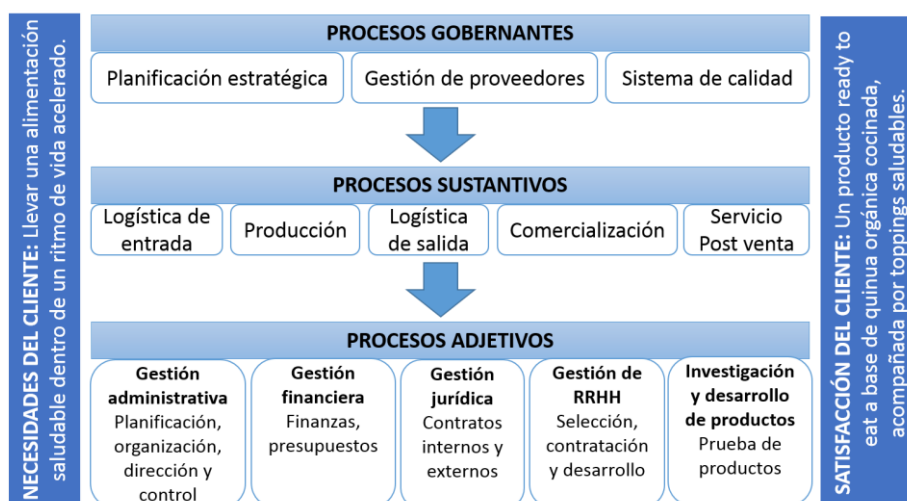 NECESIDADES DEL CLIENTE: Llevar una alimentación
saludable dentro de un ritmo de vida acelerado.
PROCESOS GOBERNANTES
Planificación estratégica
Gestión de proveedores
Sistema de calidad
PROCESOS SUSTANTIVOS
Logística de
entrada
Producción
Logística
de salida
Comercialización
Servicio
Post venta
PROCESOS ADJETIVOS
Gestión
administrativa
Planificación,
organización,
dirección y
control
Gestión
financiera
Finanzas,
presupuestos
Gestión
jurídica
Contratos
internos y
externos
Gestión de
RRHH
Selección,
contratación
y desarrollo
Investigación
y desarrollo
de productos
Prueba de
productos
SATISFACCIÓN DEL CLIENTE: Un producto ready to
eat a base de quinua orgánica cocinada,
acompañada por toppings saludables.